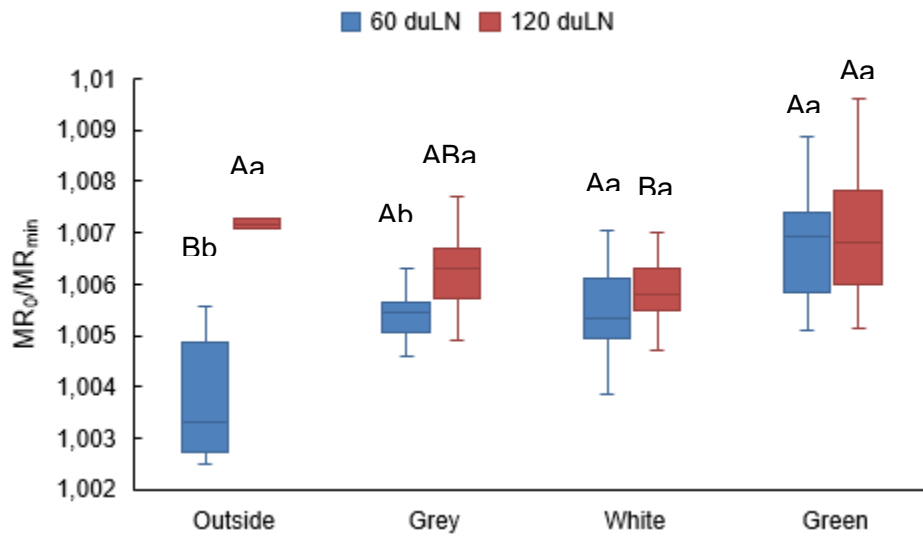 60 duLN 120 duLN
1,01
1,009
1,008
1,007
1,006
1,005
1,004
1,003
1,002
MR0/MRmin
Bb Aa Ab ABa Aa Ba Aa Aa
Outside Grey White Green